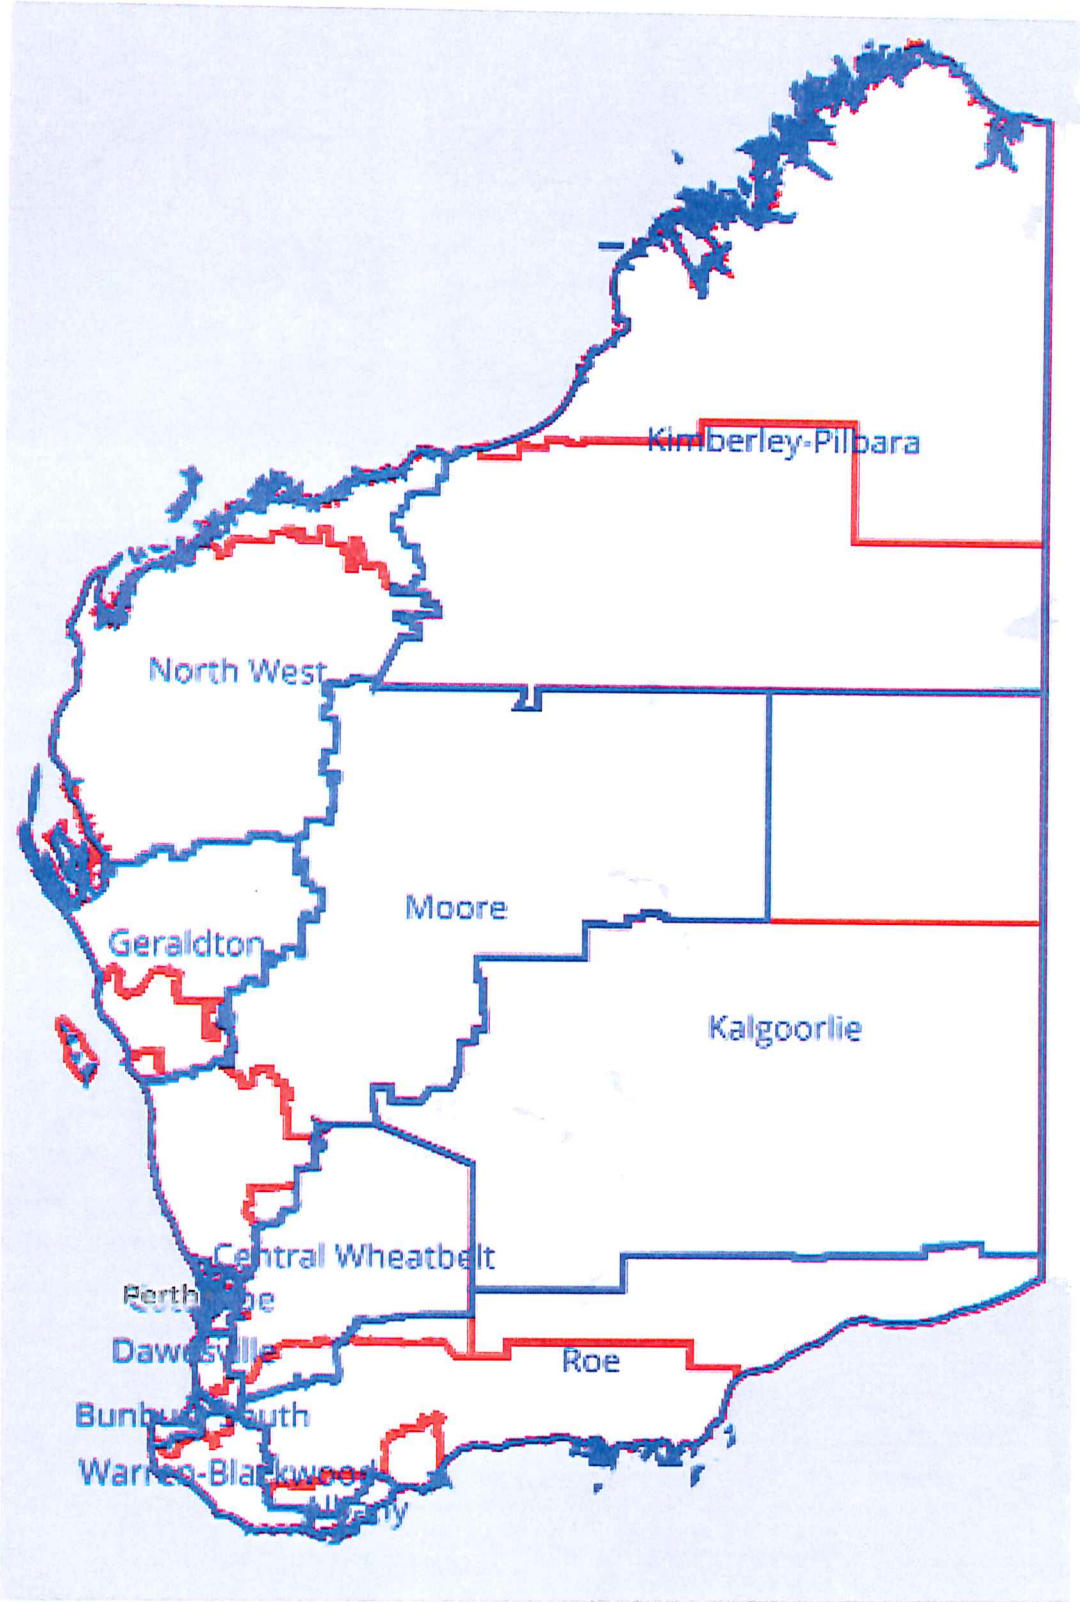 Kimberley-Pilbara
North West
Moore
Geraldton
Kalgoorlie
Central Wheatbelt
Perth
Dawesville
Roe
Bunbury South
Warren-Blackwood
Albany